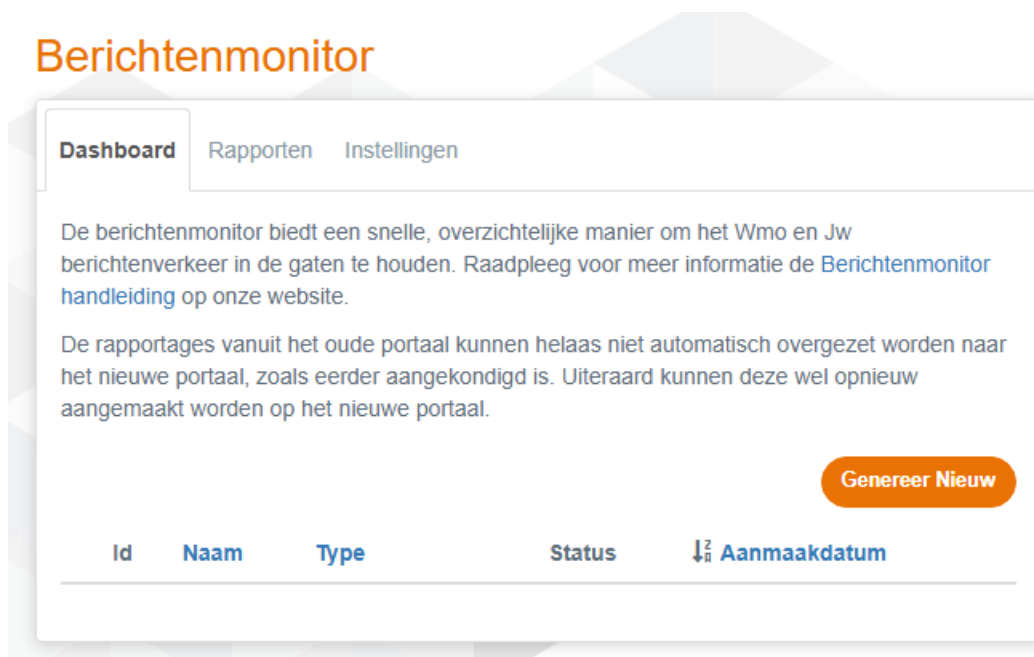 Berichtenmonitor
Dashboard Rapporten Instellingen
De berichtenmonitor biedt een snelle, overzichtelijke manier om het Wmo en Jw
berichtenverkeer in de gaten te houden. Raadpleeg voor meer informatie de Berichtenmonitor
handleiding op onze website.
De rapportages vanuit het oude portaal kunnen helaas niet automatisch overgezet worden naar
het nieuwe portaal, zoals eerder aangekondigd is. Uiteraard kunnen deze wel opnieuw
aangemaakt worden op het nieuwe portaal.
Genereer Nieuw
Id Naam Type Status Aanmaakdatum